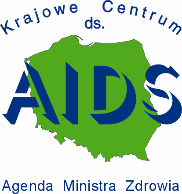 Krajowe Centrum
ds.
AIDS
Agenda Ministra Zdrowia